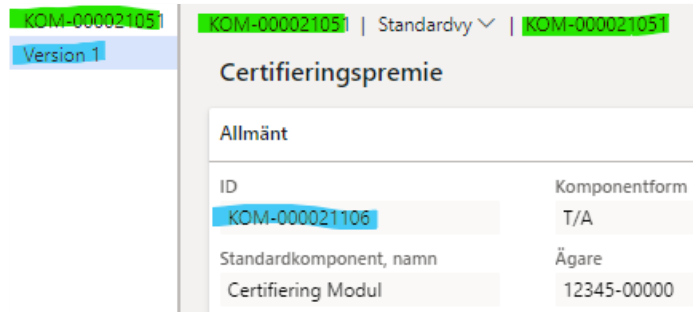 KOM-000021051
Version 1
KOM-000021051 | Standardvy | KOM-000021051
Certifieringspremie
Allmänt
ID
Komponentform
KOM-000021106
T/A
Standardkomponent, namn
Ägare
Certifiering Modul
12345-00000